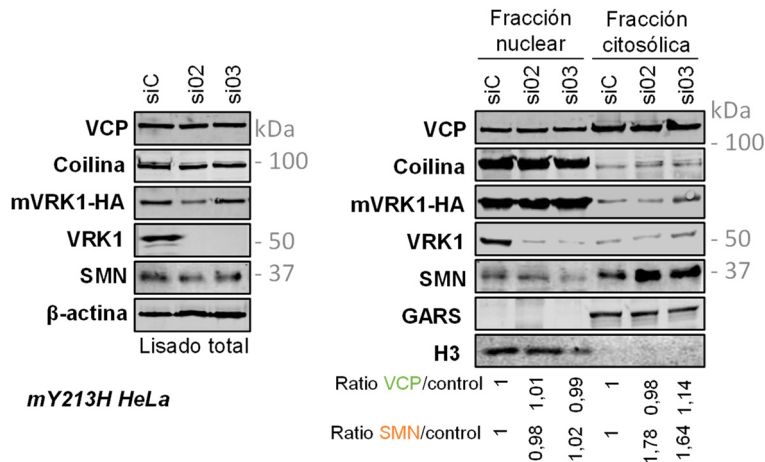 siC si02 si03
VCP
kDa
Coilina - 100
mVRK1-HA
VRK1 - 50
SMN - 37
β-actina
Lisado total
mY213H HeLa
Fracción nuclear
Fracción citosólica
siC si02 si03 siC si02 si03
kDa
VCP - 100
Coilina
mVRK1-HA
VRK1 - 50
SMN - 37
GARS
H3
Ratio VCP/control 1 1,01 0,99 1 0,98 1,14
Ratio SMN/control 1 0,98 1,02 1 1,78 1,64